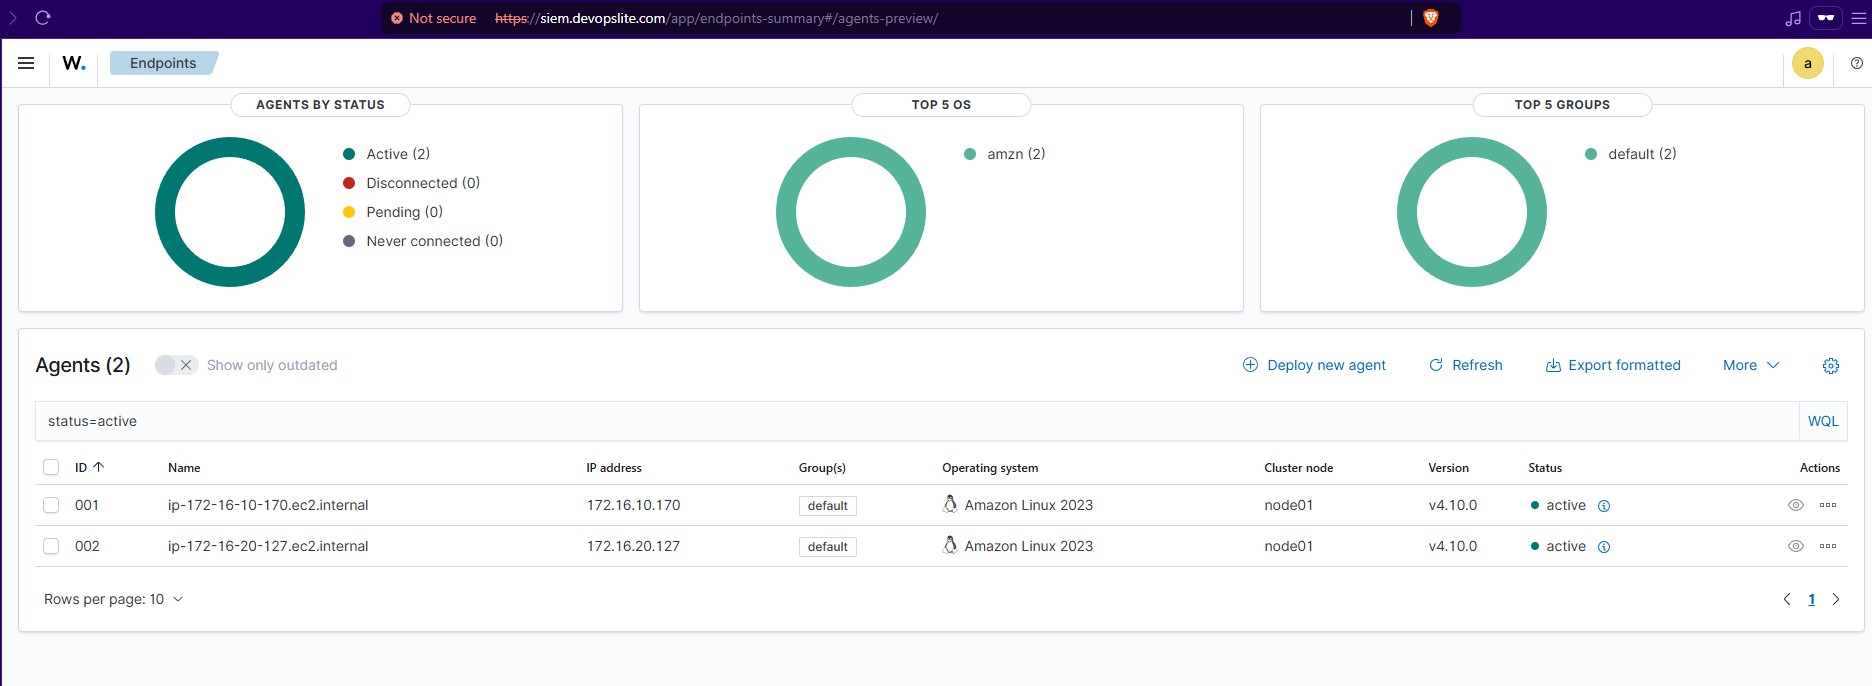 Not secure https://siem.devopslite.com/app/endpoints-summary#/agents-preview/
W. Endpoints a
AGENTS BY STATUS
Active (2)
Disconnected (0)
Pending (0)
Never connected (0)
TOP 5 OS
amzn (2)
TOP 5 GROUPS
default (2)
Agents (2) Show only outdated Deploy new agent Refresh Export formatted More
status=active WQL
ID Name IP address Group(s) Operating system Cluster node Version Status Actions
001 ip-172-16-10-170.ec2.internal 172.16.10.170 default Amazon Linux 2023 node01 v4.10.0 active
002 ip-172-16-20-127.ec2.internal 172.16.20.127 default Amazon Linux 2023 node01 v4.10.0 active
Rows per page: 10 1